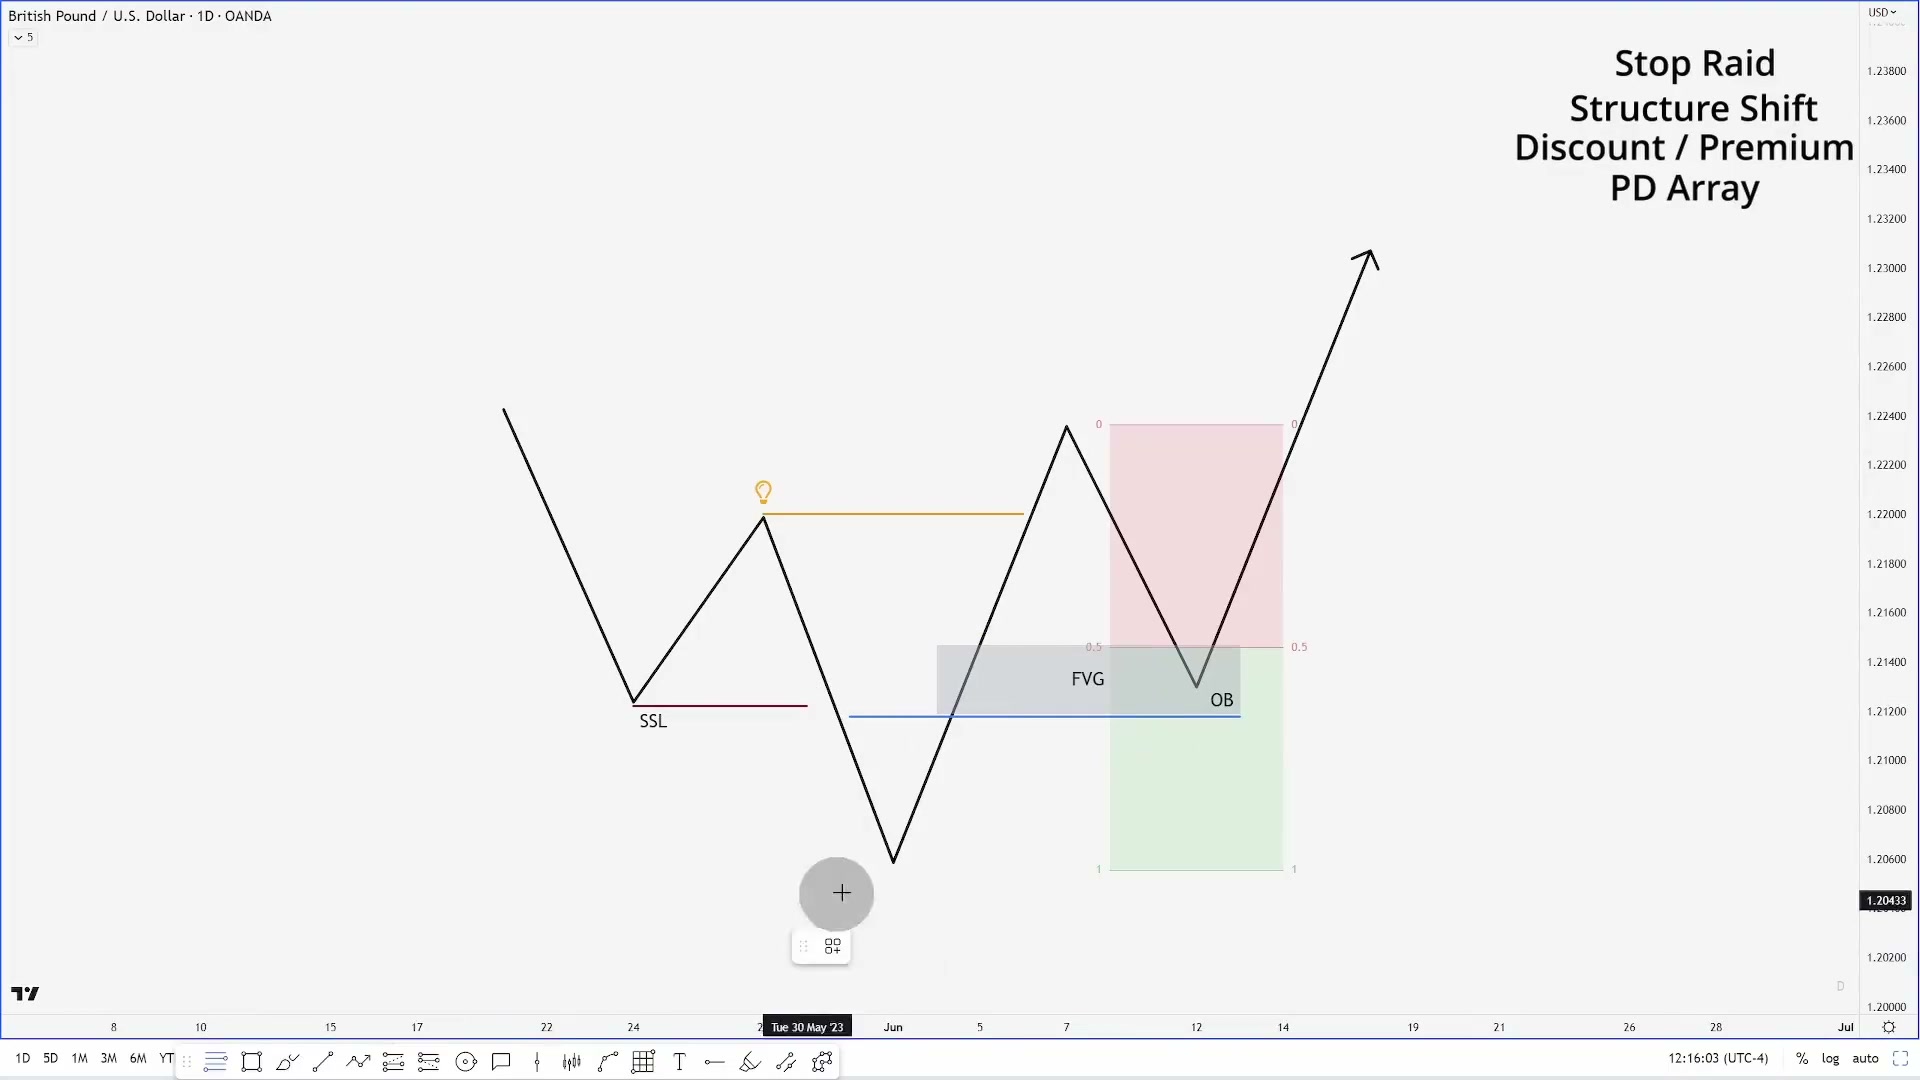 British Pound / U.S. Dollar · 1D · OANDA
5
USD
Stop Raid
Structure Shift
Discount / Premium
PD Array
1.23800
1.23600
1.23400
1.23200
1.23000
1.22800
1.22600
1.22400
1.22200
1.22000
1.21800
1.21600
1.21400
1.21200
1.21000
1.20800
1.20600
1.20433
1.20200
1.20000
0 0
0.5 0.5
FVG
OB
SSL
1 1
D
8 10 15 17 22 24 Tue 30 May '23 Jun 5 7 12 14 19 21 26 28 Jul
1D 5D 1M 3M 6M YT
12:16:03 (UTC-4) % log auto